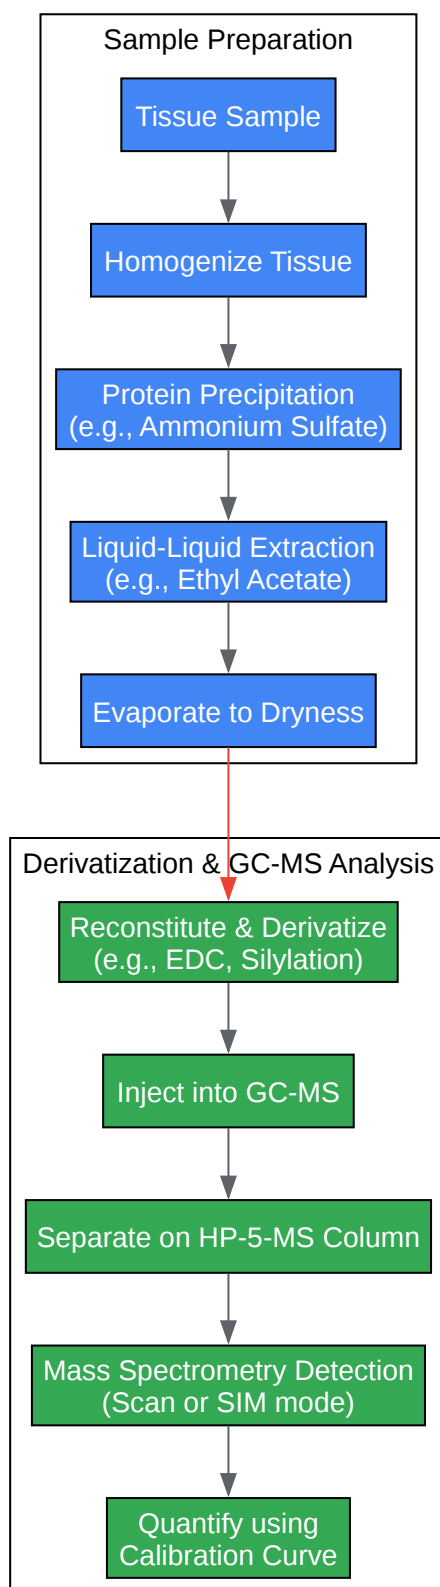 Sample Preparation
Tissue Sample
Homogenize Tissue
Protein Precipitation
(e.g., Ammonium Sulfate)
Liquid-Liquid Extraction
(e.g., Ethyl Acetate)
Evaporate to Dryness
Derivatization & GC-MS Analysis
Reconstitute & Derivatize
(e.g., EDC, Silylation)
Inject into GC-MS
Separate on HP-5-MS Column
Mass Spectrometry Detection
(Scan or SIM mode)
Quantify using
Calibration Curve